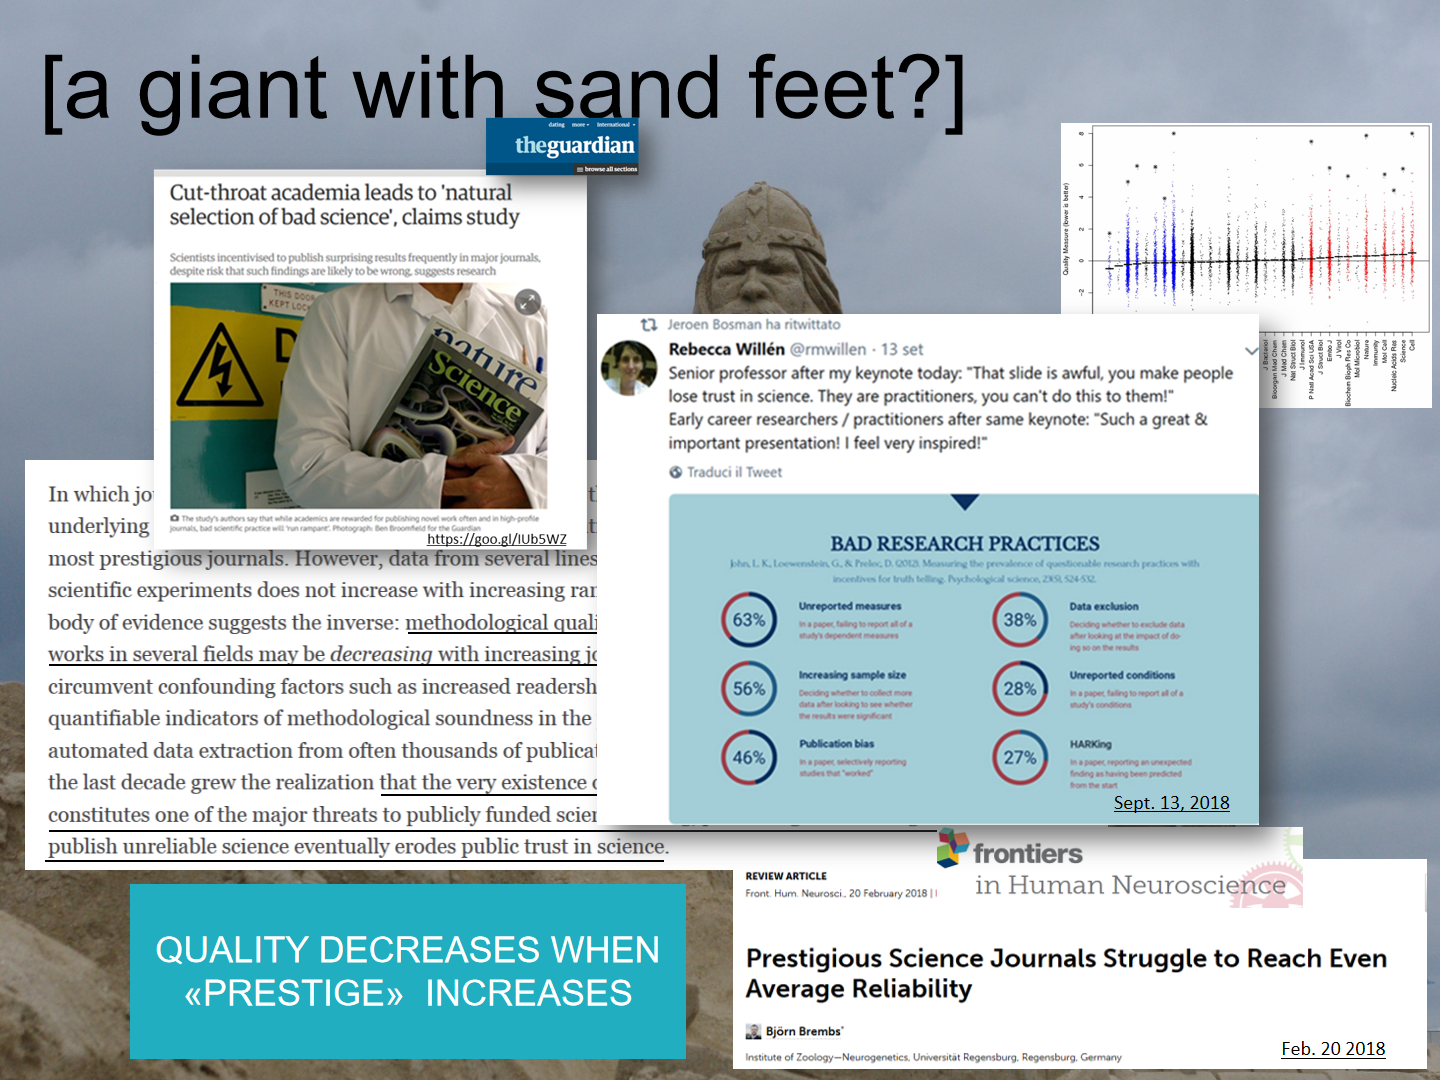 [a giant with sand feet?]
dating more International
theguardian
browse all sections
Cut-throat academia leads to 'natural
selection of bad science', claims study
Scientists incentivised to publish surprising results frequently in major journals,
despite risk that such findings are likely to be wrong, suggests research
THIS DOOR
KEPT LOC
D
nature
Science
The study's authors say that while academics are rewarded for publishing novel work often and in high-profile
journals, bad scientific practice will 'run rampant'. Photograph: Ben Broomfield for the Guardian
https://goo.gl/IUb5WZ
Quality Measure (lower is better)
8
6
4
2
0
-2
J Bacteriol
Bioorgan Med Chem
J Med Chem
Nat Struct Biol
J Immunol
P Natl Acad Sci USA
J Struct Biol
Embo J
J Virol
Biochem Bioph Res Co
Mol Microbiol
Nature
Immunity
Mol Cell
Nucleic Acids Res
Science
Cell
Jeroen Bosman ha ritwittato
Rebecca Willén @rmwillen · 13 set
Senior professor after my keynote today: "That slide is awful, you make people
lose trust in science. They are practitioners, you can't do this to them!"
Early career researchers / practitioners after same keynote: "Such a great &
important presentation! I feel very inspired!"
Traduci il Tweet
BAD RESEARCH PRACTICES
John, L. K., Loewenstein, G., & Prelec, D. (2012). Measuring the prevalence of questionable research practices with
incentives for truth telling. Psychological science, 23(5), 524-532.
63%
Unreported measures
In a paper, failing to report all of a
study's dependent measures
38%
Data exclusion
Deciding whether to exclude data
after looking at the impact of do-
ing so on the results
56%
Increasing sample size
Deciding whether to collect more
data after looking to see whether
the results were significant
28%
Unreported conditions
In a paper, failing to report all of a
study's conditions
46%
Publication bias
In a paper, selectively reporting
studies that "worked"
27%
HARKing
In a paper, reporting an unexpected
finding as having been predicted
from the start
Sept. 13, 2018
In which jo
underlying
most prestigious journals. However, data from several lines
scientific experiments does not increase with increasing ran
body of evidence suggests the inverse: methodological quali
works in several fields may be decreasing with increasing jo
circumvent confounding factors such as increased readersh
quantifiable indicators of methodological soundness in the
automated data extraction from often thousands of publicat
the last decade grew the realization that the very existence
constitutes one of the major threats to publicly funded scien
publish unreliable science eventually erodes public trust in science.
QUALITY DECREASES WHEN
«PRESTIGE» INCREASES
frontiers
in Human Neuroscience
REVIEW ARTICLE
Front. Hum. Neurosci., 20 February 2018 |
Prestigious Science Journals Struggle to Reach Even
Average Reliability
Björn Brembs*
Institute of Zoology—Neurogenetics, Universität Regensburg, Regensburg, Germany
Feb. 20 2018